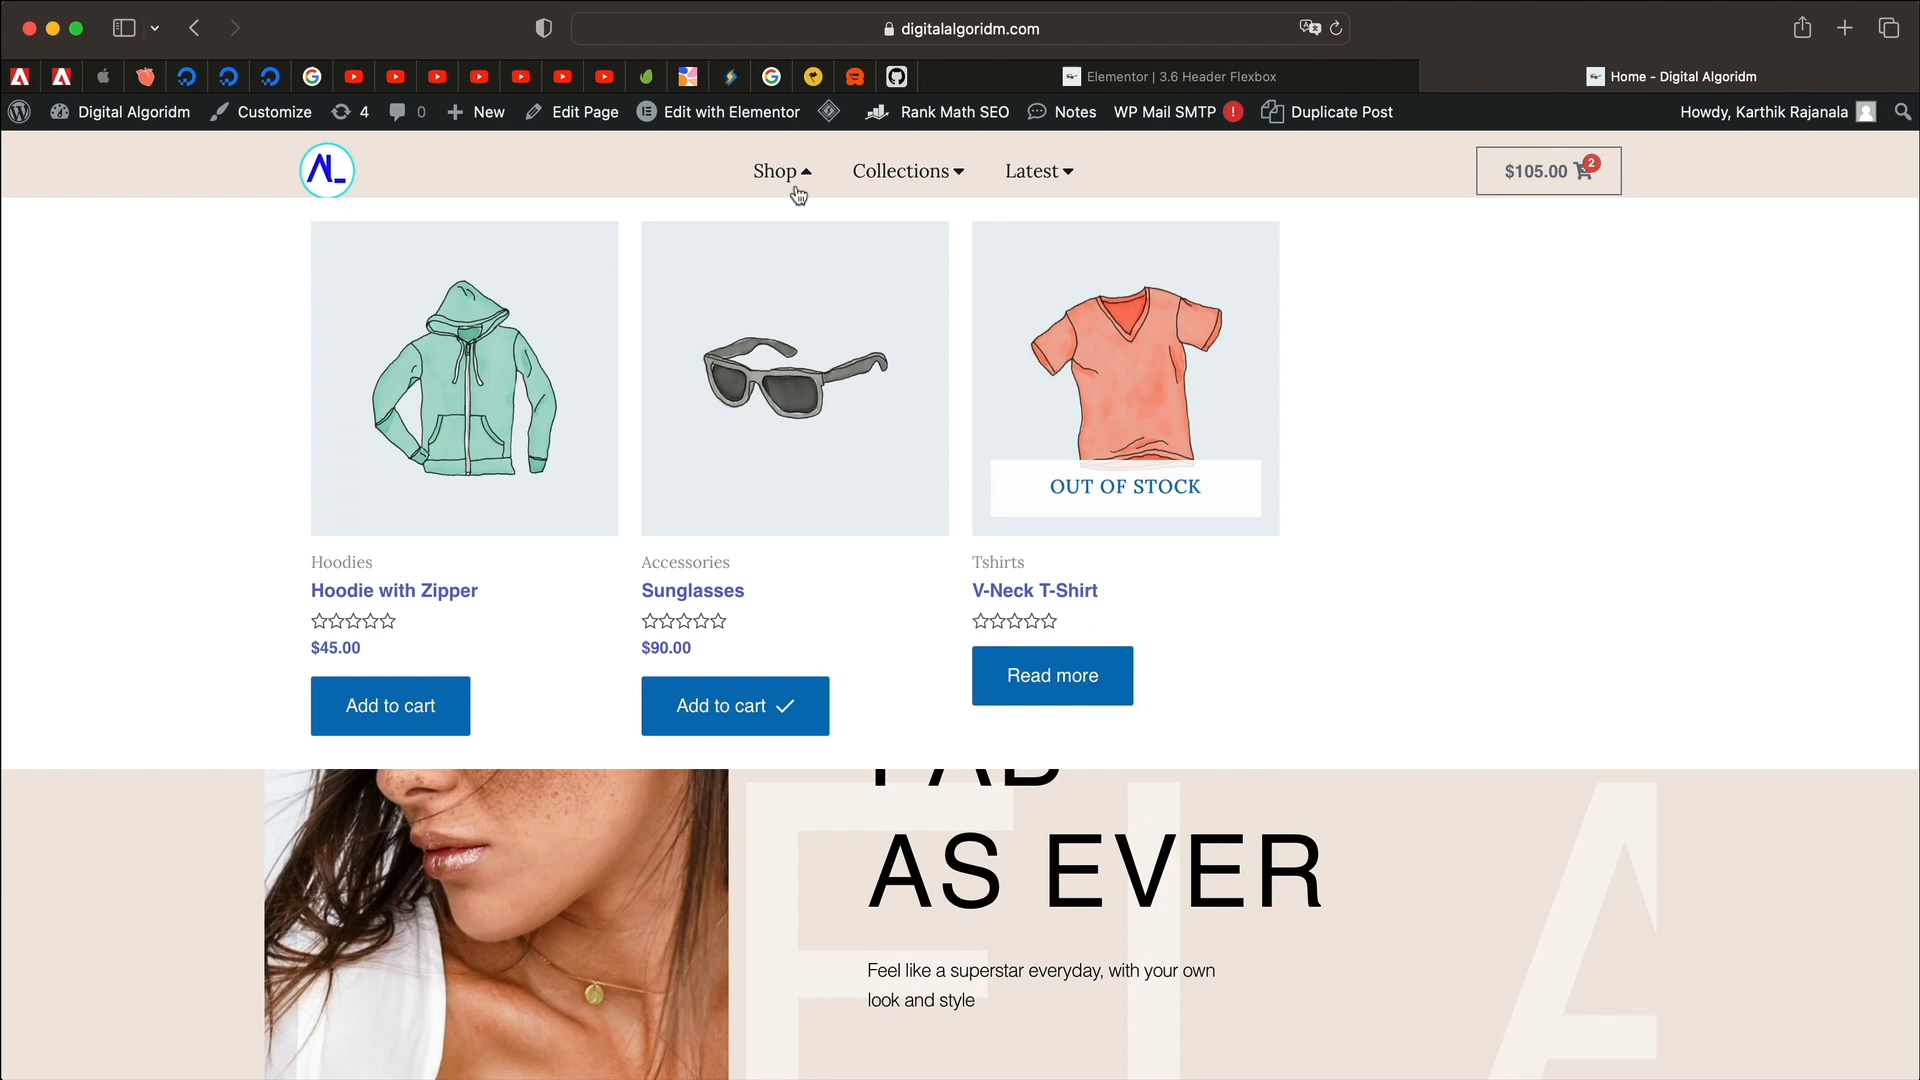 digitalalgoridm.com
Elementor | 3.6 Header Flexbox
Home - Digital Algoridm
Digital Algoridm
Customize
4
0
New
Edit Page
Edit with Elementor
Rank Math SEO
Notes
WP Mail SMTP !
Duplicate Post
Howdy, Karthik Rajanala
Shop
Collections
Latest
$105.00
2
OUT OF STOCK
Hoodies
Hoodie with Zipper
$45.00
Add to cart
Accessories
Sunglasses
$90.00
Add to cart
Tshirts
V-Neck T-Shirt
Read more
AS EVER
Feel like a superstar everyday, with your own
look and style